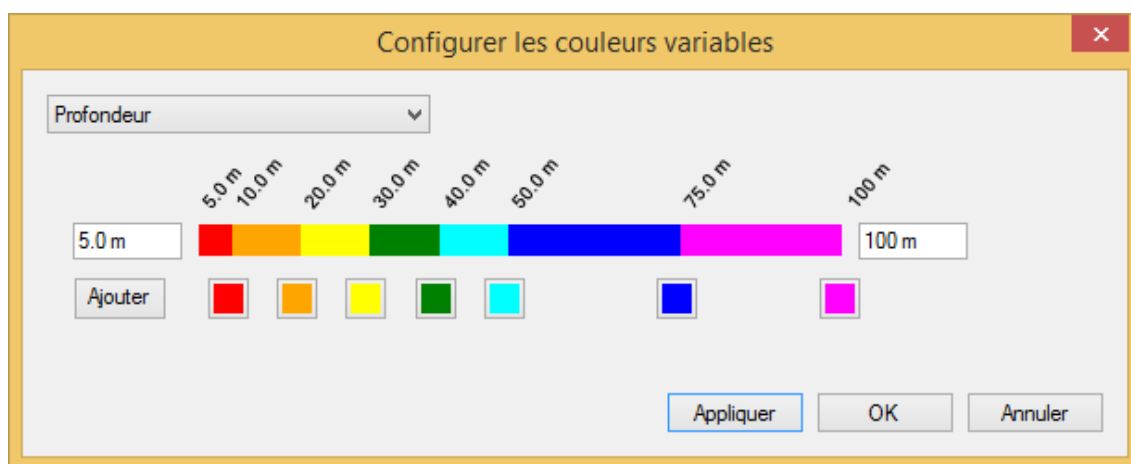 Configurer les couleurs variables
Profondeur
5.0 m 10.0 m 20.0 m 30.0 m 40.0 m 50.0 m 75.0 m 100 m
5.0 m 100 m
Ajouter
Appliquer OK Annuler